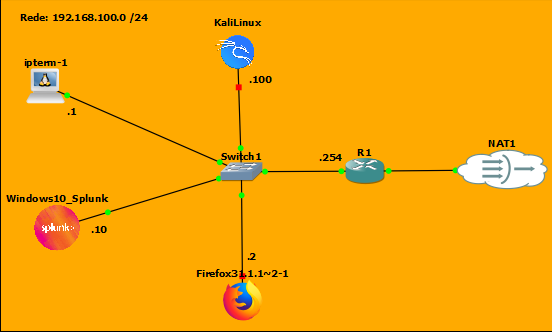 Rede: 192.168.100.0 /24
KaliLinux
ipterm-1
.100
.1
Switch1
.254
R1
NAT1
Windows10_Splunk
splunk>
.10
.2
Firefox31.1.1~2-1